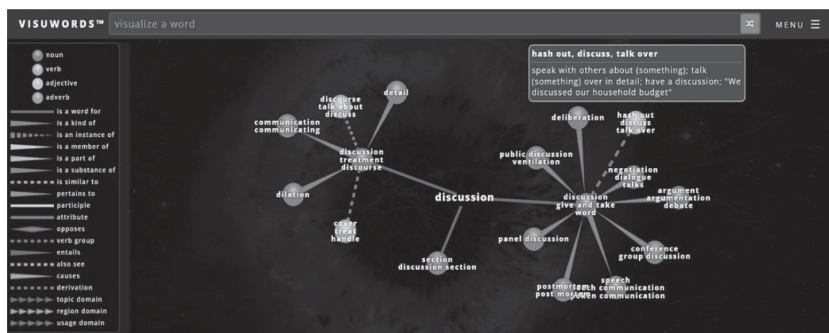 VISUWORDS™
visualize a word
MENU
noun
verb
adjective
adverb
is a word for
is a kind of
is an instance of
is a member of
is a part of
is a substance of
is similar to
pertains to
participle
attribute
opposes
verb group
entails
also see
causes
derivation
topic domain
region domain
usage domain
hash out, discuss, talk over
speak with others about (something); talk
(something) over in detail; have a discussion; "We
discussed our household budget"
detail
discourse
talk about
discuss
communication
communicating
discussion
treatment
discourse
dilation
cover
treat
handle
discussion
section
discussion section
deliberation
hash out
discuss
talk over
public discussion
ventilation
negotiation
dialogue
talks
argument
argumentation
debate
discussion
give and take
word
panel discussion
conference
group discussion
speech
communication
communication
postmortem
post mortem